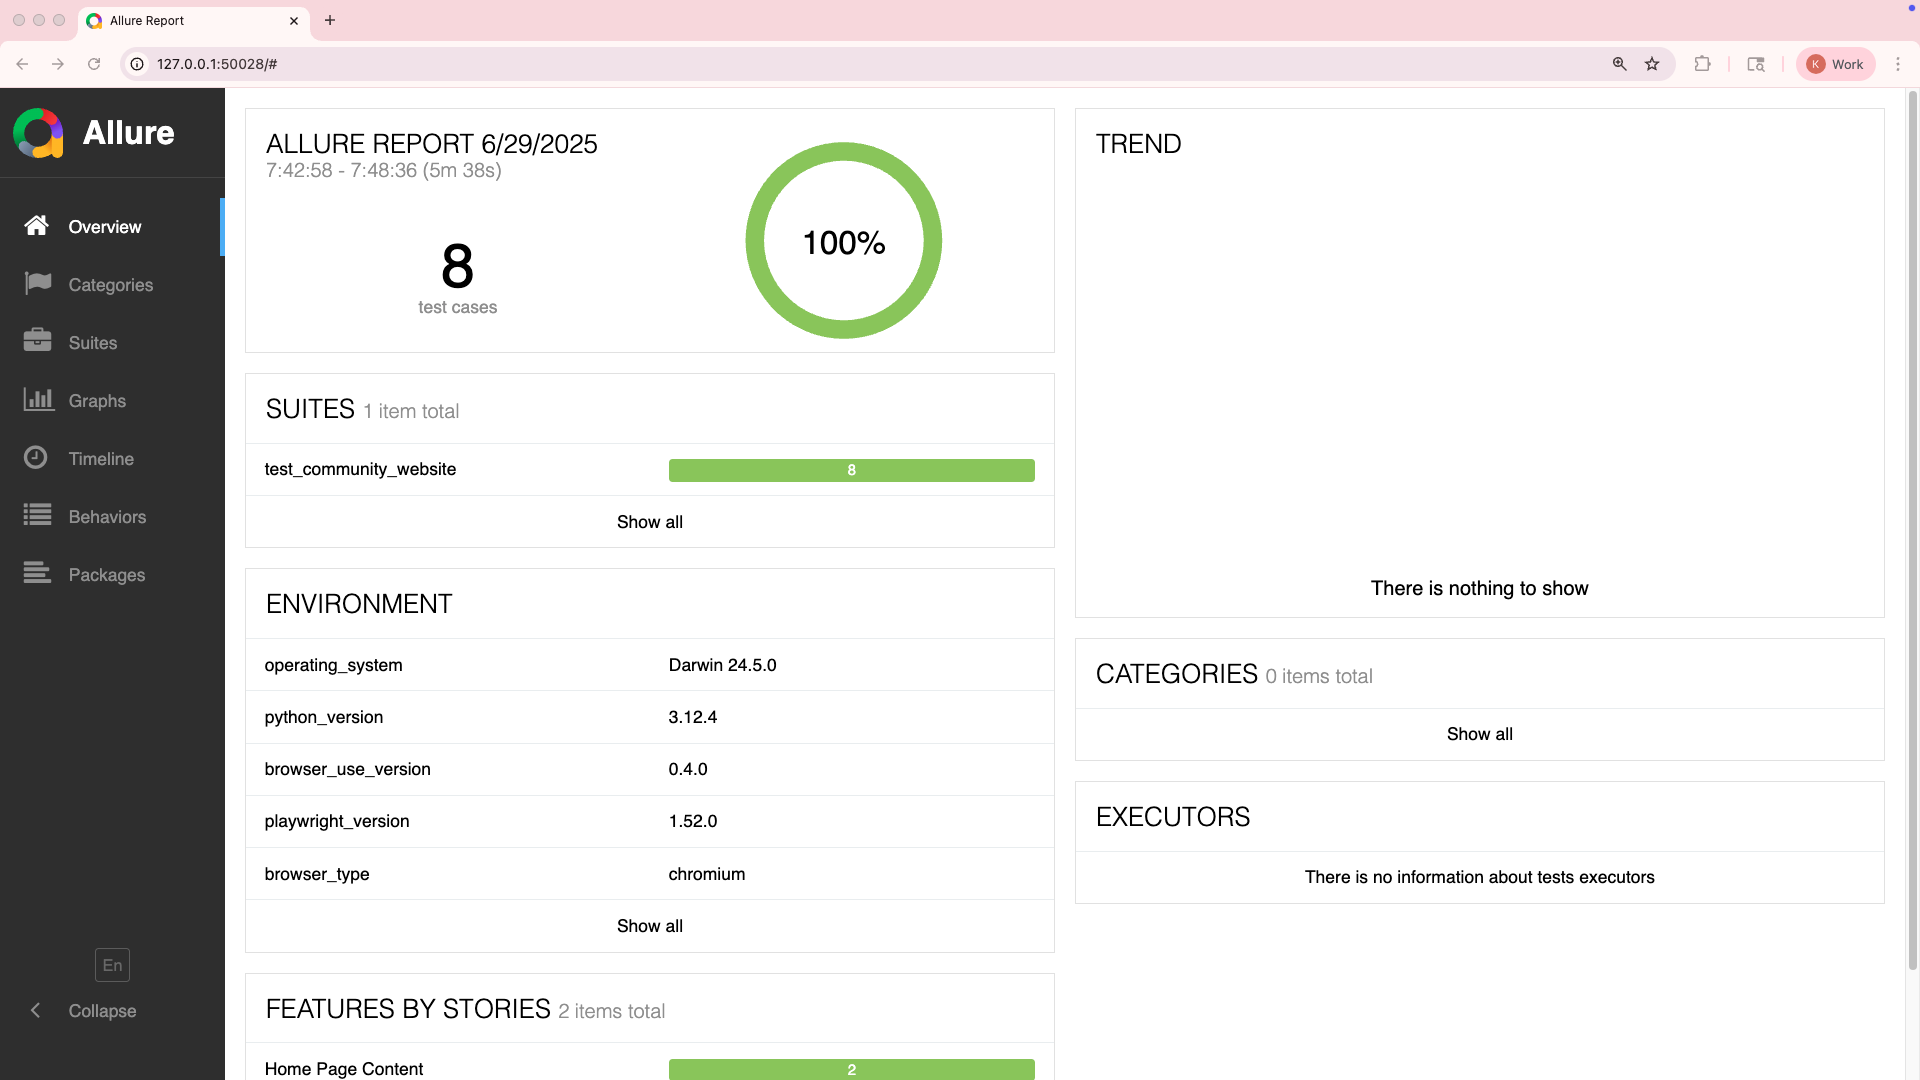 Allure Report
127.0.0.1:50028/#
K Work
Allure
Overview
Categories
Suites
Graphs
Timeline
Behaviors
Packages
En
Collapse
ALLURE REPORT 6/29/2025
7:42:58 - 7:48:36 (5m 38s)
8
test cases
100%
SUITES 1 item total
test_community_website 8
Show all
ENVIRONMENT
operating_system Darwin 24.5.0
python_version 3.12.4
browser_use_version 0.4.0
playwright_version 1.52.0
browser_type chromium
Show all
FEATURES BY STORIES 2 items total
Home Page Content 2
TREND
There is nothing to show
CATEGORIES 0 items total
Show all
EXECUTORS
There is no information about tests executors